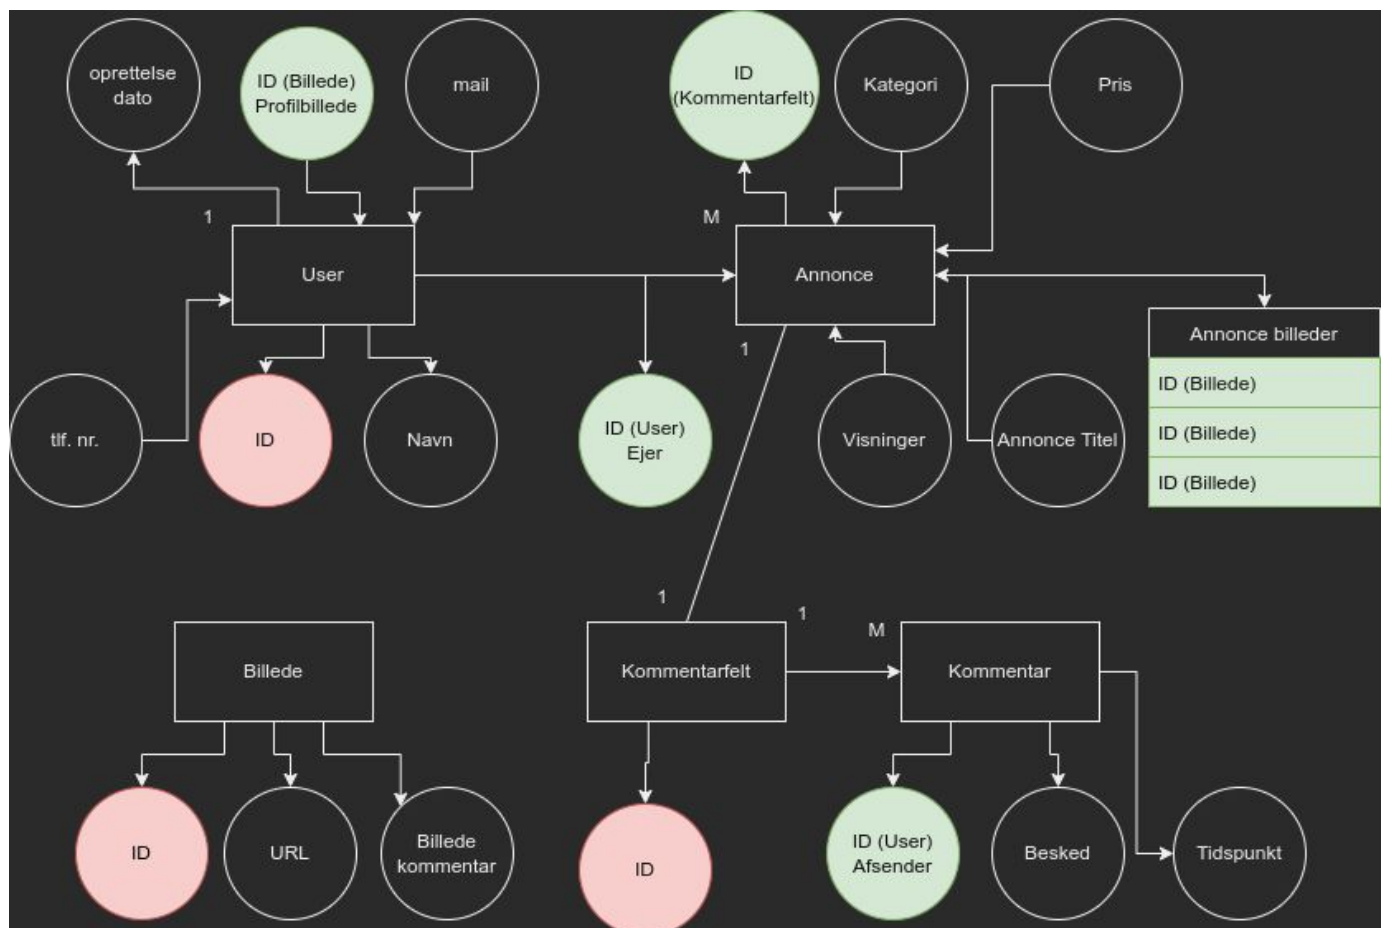 oprettelse
dato
ID (Billede)
Profilbillede
mail
ID
(Kommentarfelt)
Kategori
Pris
1
M
User
Annonce
Annonce billeder
1
ID (Billede)
ID (Billede)
ID (Billede)
tlf. nr.
ID
Navn
ID (User)
Ejer
Visninger
Annonce Titel
1
1
M
Billede
Kommentarfelt
Kommentar
ID
URL
Billede
kommentar
ID
ID (User)
Afsender
Besked
Tidspunkt